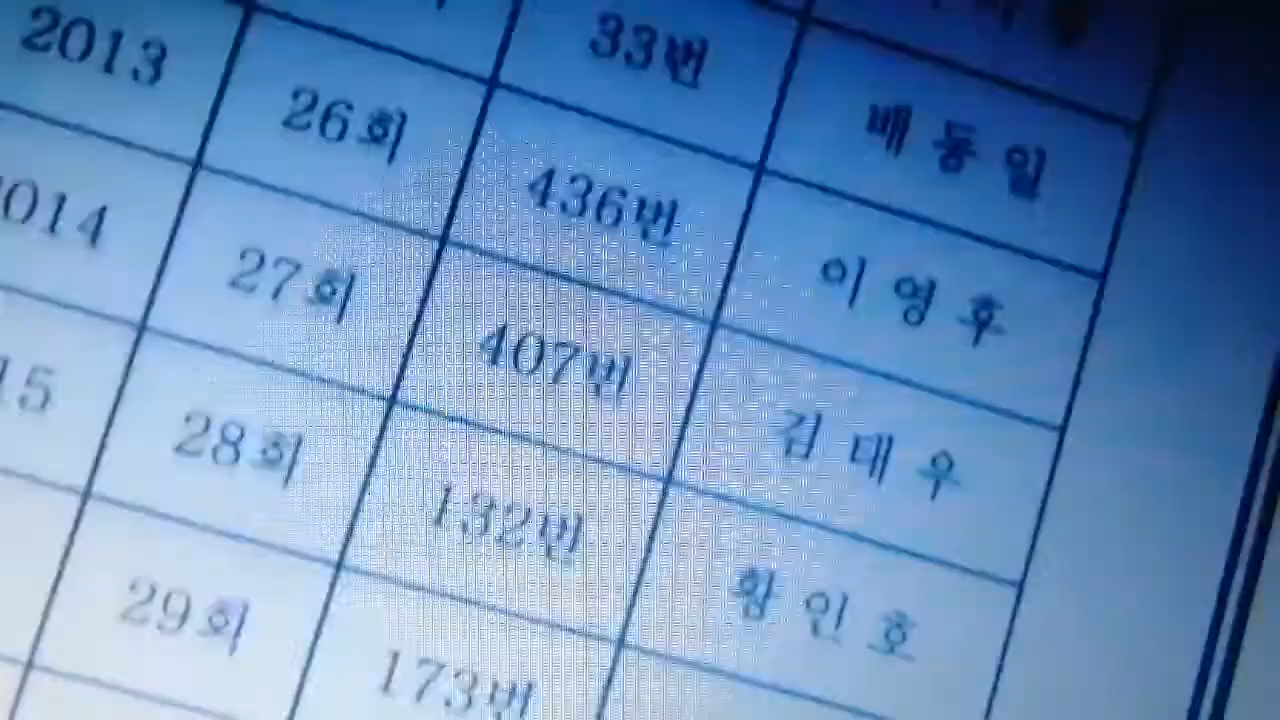 33번 배동일
2013 26회 436번 이영후
2014 27회 407번 김대우
15 28회 132번 황인호
29회 173번